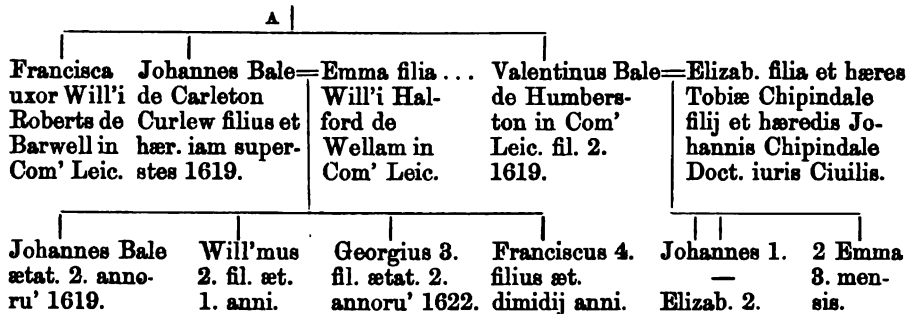 A
Francisca
uxor Will'i
Roberts de
Barwell in
Com' Leic.
Johannes Bale=
de Carleton
Curlew filius et
hær. iam super-
stes 1619.
Emma filia ...
Will'i Hal-
ford de
Wellam in
Com' Leic.
Valentinus Bale=
de Humbers-
ton in Com'
Leic. fil. 2.
1619.
Elizab. filia et hæres
Tobiæ Chipindale
filij et hæredis Jo-
hannis Chipindale
Doct. iuris Ciuilis.
Johannes Bale
ætat. 2. anno-
ru' 1619.
Will'mus
2. fil. æt.
1. anni.
Georgius 3.
fil. ætat. 2.
annoru' 1622.
Franciscus 4.
filius æt.
dimidij anni.
Johannes 1.
—
Elizab. 2.
2 Emma
3. men-
sis.